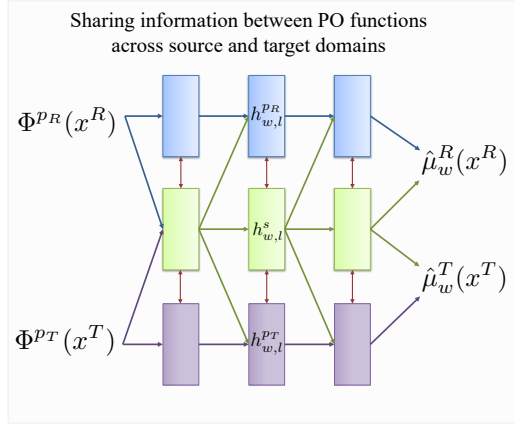 Sharing information between PO functions
across source and target domains
Φ^{p_R}(x^R)
h^{p_R}_{w,l}
μ̂^R_w(x^R)
h^s_{w,l}
μ̂^T_w(x^T)
Φ^{p_T}(x^T)
h^{p_T}_{w,l}